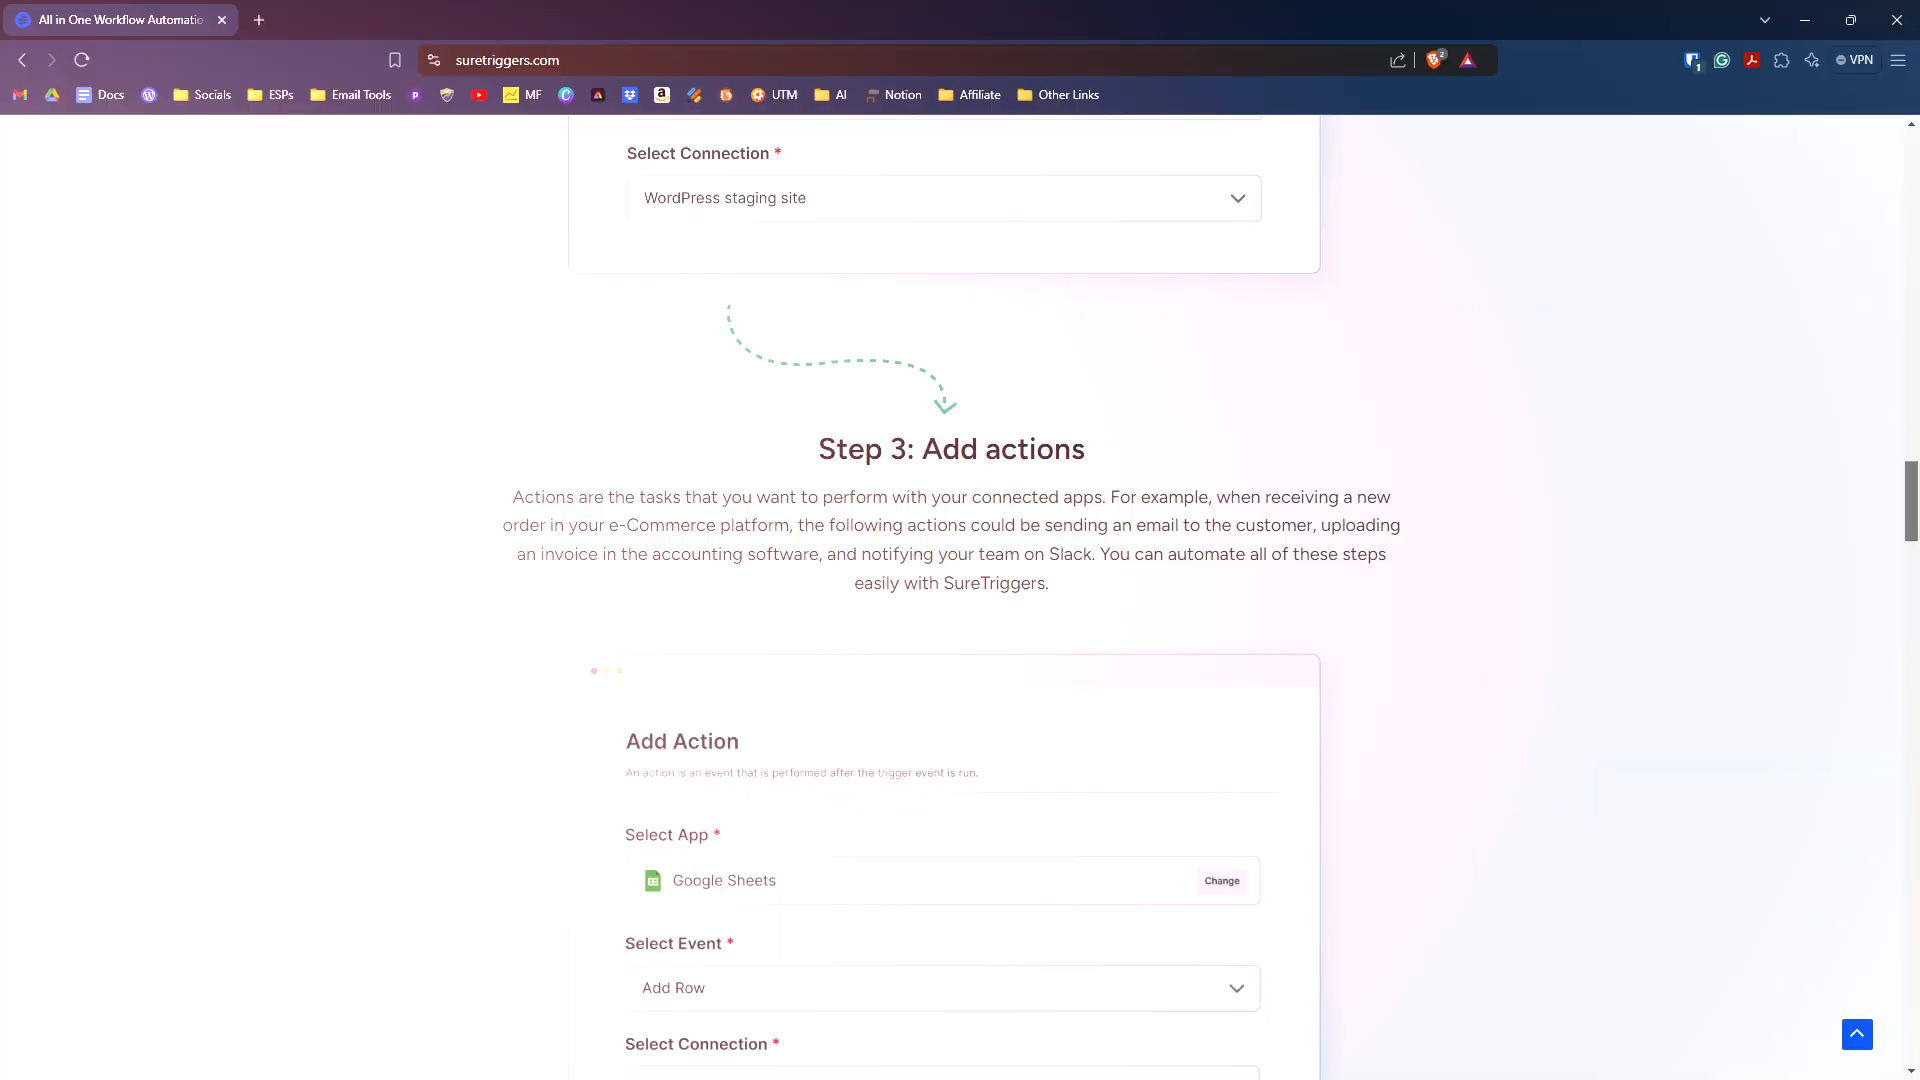 All in One Workflow Automatio
suretriggers.com
2
1
VPN
Docs
Socials
ESPs
Email Tools
MF
UTM
AI
Notion
Affiliate
Other Links
Select Connection *
WordPress staging site
Step 3: Add actions
Actions are the tasks that you want to perform with your connected apps. For example, when receiving a new
order in your e-Commerce platform, the following actions could be sending an email to the customer, uploading
an invoice in the accounting software, and notifying your team on Slack. You can automate all of these steps
easily with SureTriggers.
Add Action
An action is an event that is performed after the trigger event is run.
Select App *
Google Sheets
Change
Select Event *
Add Row
Select Connection *